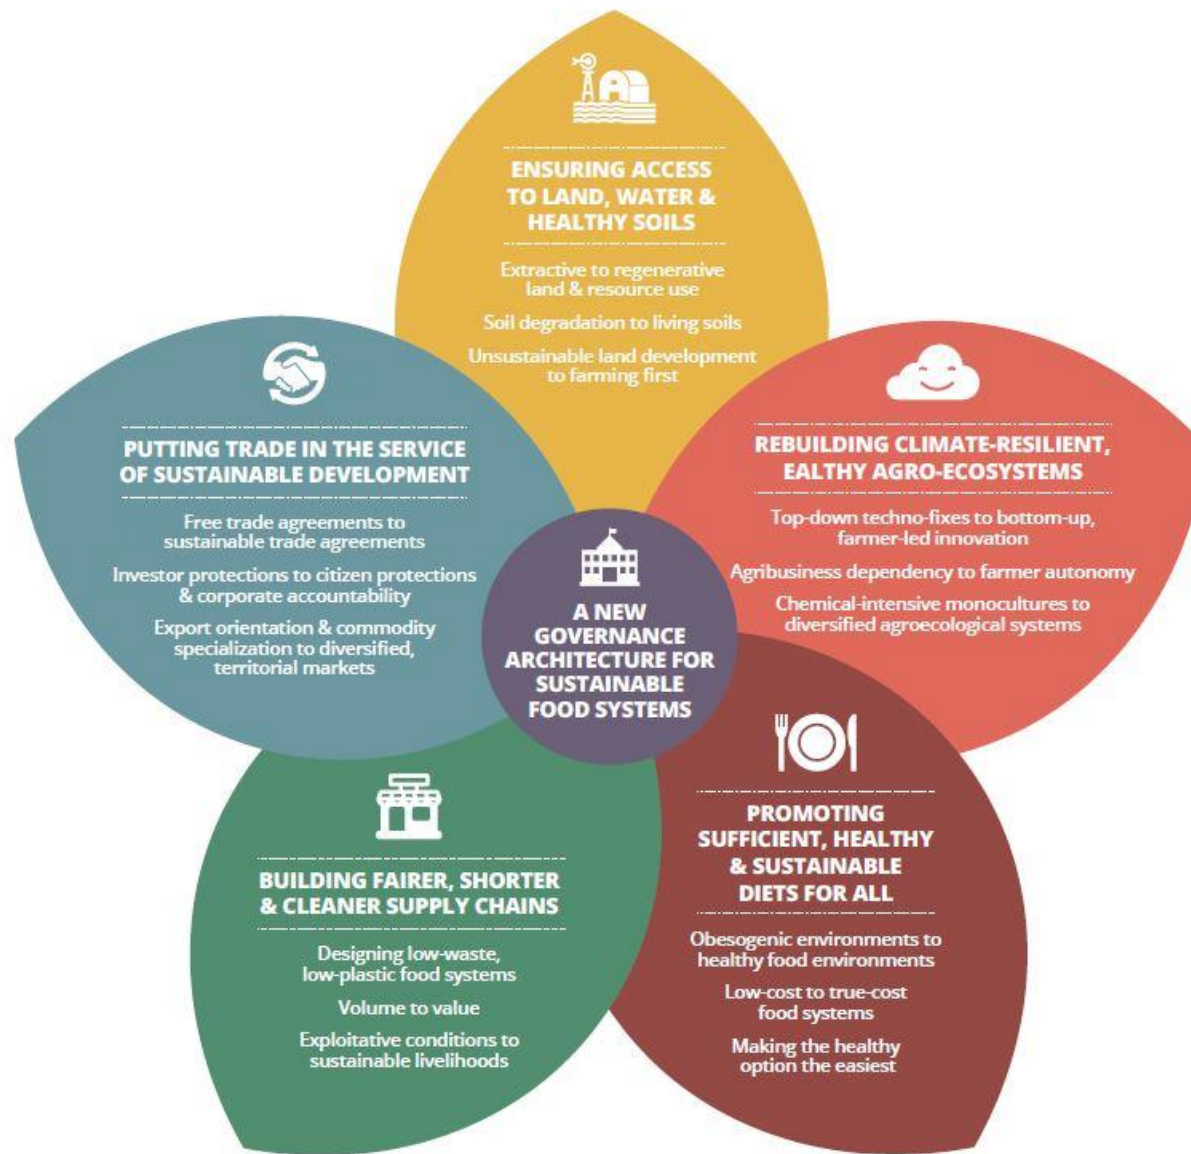 ENSURING ACCESS
TO LAND, WATER &
HEALTHY SOILS
Extractive to regenerative
land & resource use
Soil degradation to living soils
Unsustainable land development
to farming first
REBUILDING CLIMATE-RESILIENT,
EALTHY AGRO-ECOSYSTEMS
Top-down techno-fixes to bottom-up,
farmer-led innovation
Agribusiness dependency to farmer autonomy
Chemical-intensive monocultures to
diversified agroecological systems
PROMOTING
SUFFICIENT, HEALTHY
& SUSTAINABLE
DIETS FOR ALL
Obesogenic environments to
healthy food environments
Low-cost to true-cost
food systems
Making the healthy
option the easiest
BUILDING FAIRER, SHORTER
& CLEANER SUPPLY CHAINS
Designing low-waste,
low-plastic food systems
Volume to value
Exploitative conditions to
sustainable livelihoods
PUTTING TRADE IN THE SERVICE
OF SUSTAINABLE DEVELOPMENT
Free trade agreements to
sustainable trade agreements
Investor protections to citizen protections
& corporate accountability
Export orientation & commodity
specialization to diversified,
territorial markets
A NEW
GOVERNANCE
ARCHITECTURE FOR
SUSTAINABLE
FOOD SYSTEMS